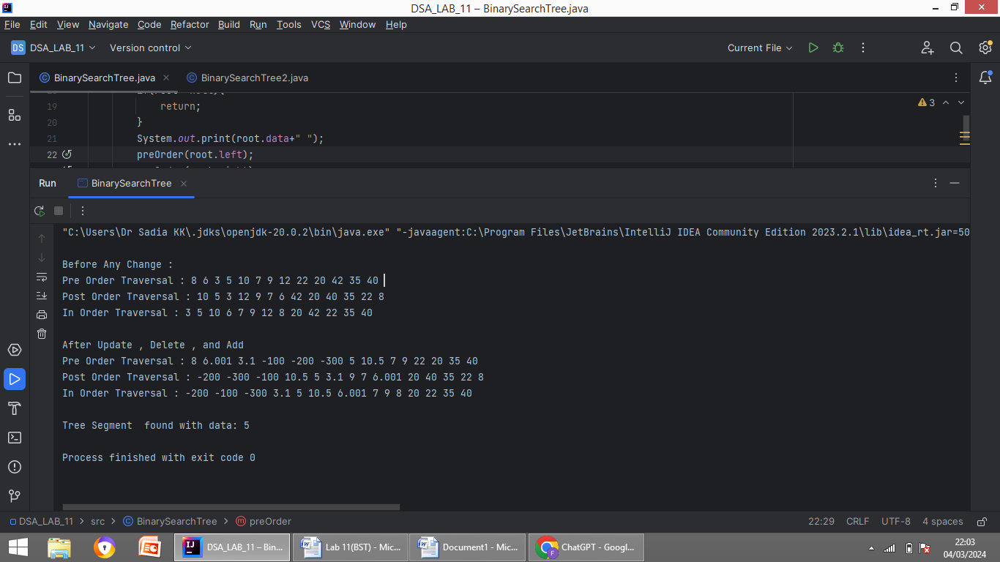 DSA_LAB_11 – BinarySearchTree.java
File Edit View Navigate Code Refactor Build Run Tools VCS Window Help
DS DSA_LAB_11 Version control Current File
BinarySearchTree.java BinarySearchTree2.java
19 return;
3
20 }
21 System.out.print(root.data+" ");
22 preOrder(root.left);
Run BinarySearchTree
"C:\Users\Dr Sadia KK\.jdks\openjdk-20.0.2\bin\java.exe" "-javaagent:C:\Program Files\JetBrains\IntelliJ IDEA Community Edition 2023.2.1\lib\idea_rt.jar=50
Before Any Change :
Pre Order Traversal : 8 6 3 5 10 7 9 12 22 20 42 35 40
Post Order Traversal : 10 5 3 12 9 7 6 42 20 40 35 22 8
In Order Traversal : 3 5 10 6 7 9 12 8 20 42 22 35 40
After Update , Delete , and Add
Pre Order Traversal : 8 6.001 3.1 -100 -200 -300 5 10.5 7 9 22 20 35 40
Post Order Traversal : -200 -300 -100 10.5 5 3.1 9 7 6.001 20 40 35 22 8
In Order Traversal : -200 -100 -300 3.1 5 10.5 6.001 7 9 8 20 22 35 40
Tree Segment  found with data: 5
Process finished with exit code 0
DSA_LAB_11 > src > BinarySearchTree > preOrder 22:29 CRLF UTF-8 4 spaces
DSA_LAB_11 – Bin... Lab 11(BST) - Mic... Document1 - Mic... ChatGPT - Googl...
22:03
04/03/2024